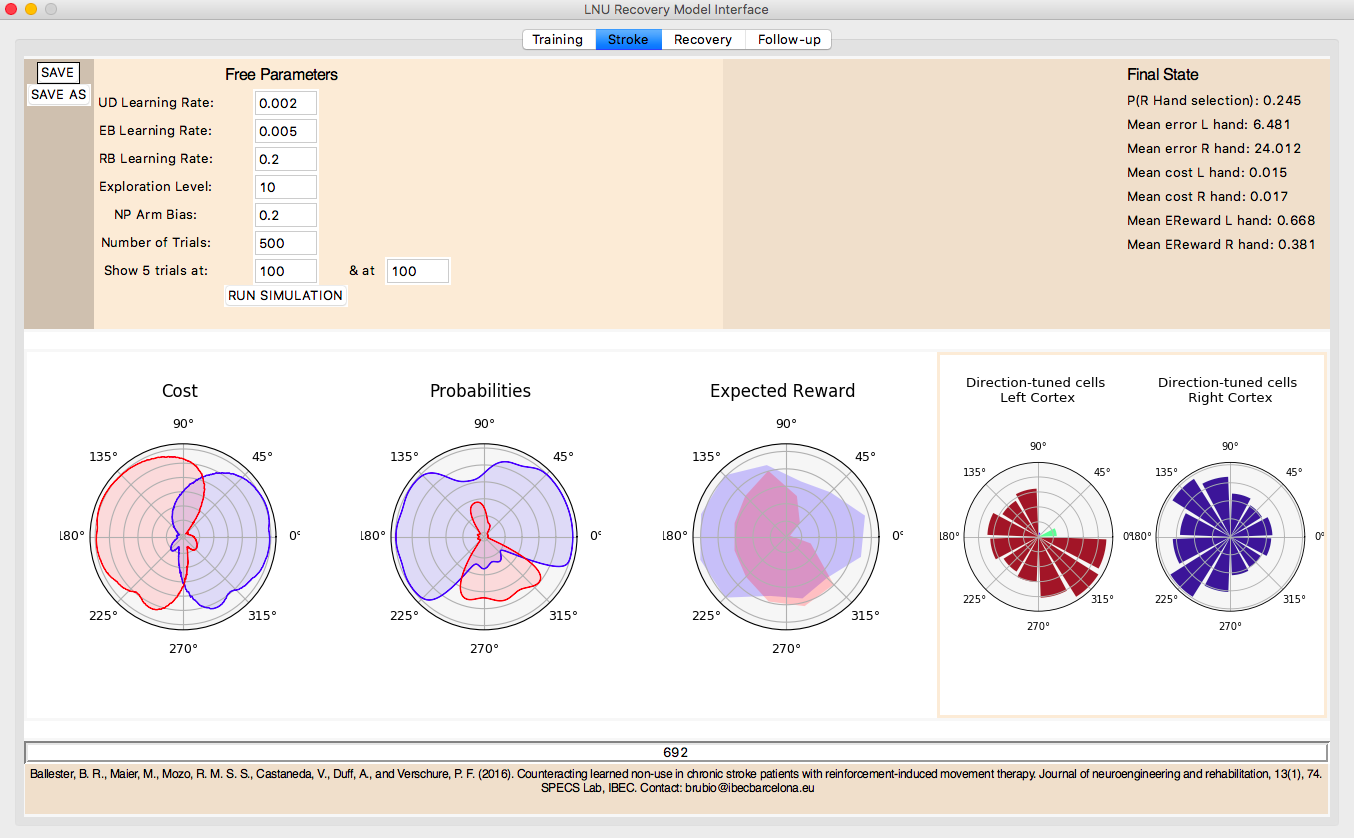 LNU Recovery Model Interface
Training Stroke Recovery Follow-up
SAVE
SAVE AS
Free Parameters
UD Learning Rate: 0.002
EB Learning Rate: 0.005
RB Learning Rate: 0.2
Exploration Level: 10
NP Arm Bias: 0.2
Number of Trials: 500
Show 5 trials at: 100 & at 100
RUN SIMULATION
Final State
P(R Hand selection): 0.245
Mean error L hand: 6.481
Mean error R hand: 24.012
Mean cost L hand: 0.015
Mean cost R hand: 0.017
Mean EReward L hand: 0.668
Mean EReward R hand: 0.381
Cost
90°
135° 45°
180° 0°
225° 315°
270°
Probabilities
90°
135° 45°
180° 0°
225° 315°
270°
Expected Reward
90°
135° 45°
180° 0°
225° 315°
270°
Direction-tuned cells
Left Cortex
90°
135° 45°
180° 0°
225° 315°
270°
Direction-tuned cells
Right Cortex
90°
135° 45°
180° 0°
225° 315°
270°
692
Ballester, B. R., Maier, M., Mozo, R. M. S. S., Castaneda, V., Duff, A., and Verschure, P. F. (2016). Counteracting learned non-use in chronic stroke patients with reinforcement-induced movement therapy. Journal of neuroengineering and rehabilitation, 13(1), 74.
SPECS Lab, IBEC. Contact: brubio@ibecbarcelona.eu